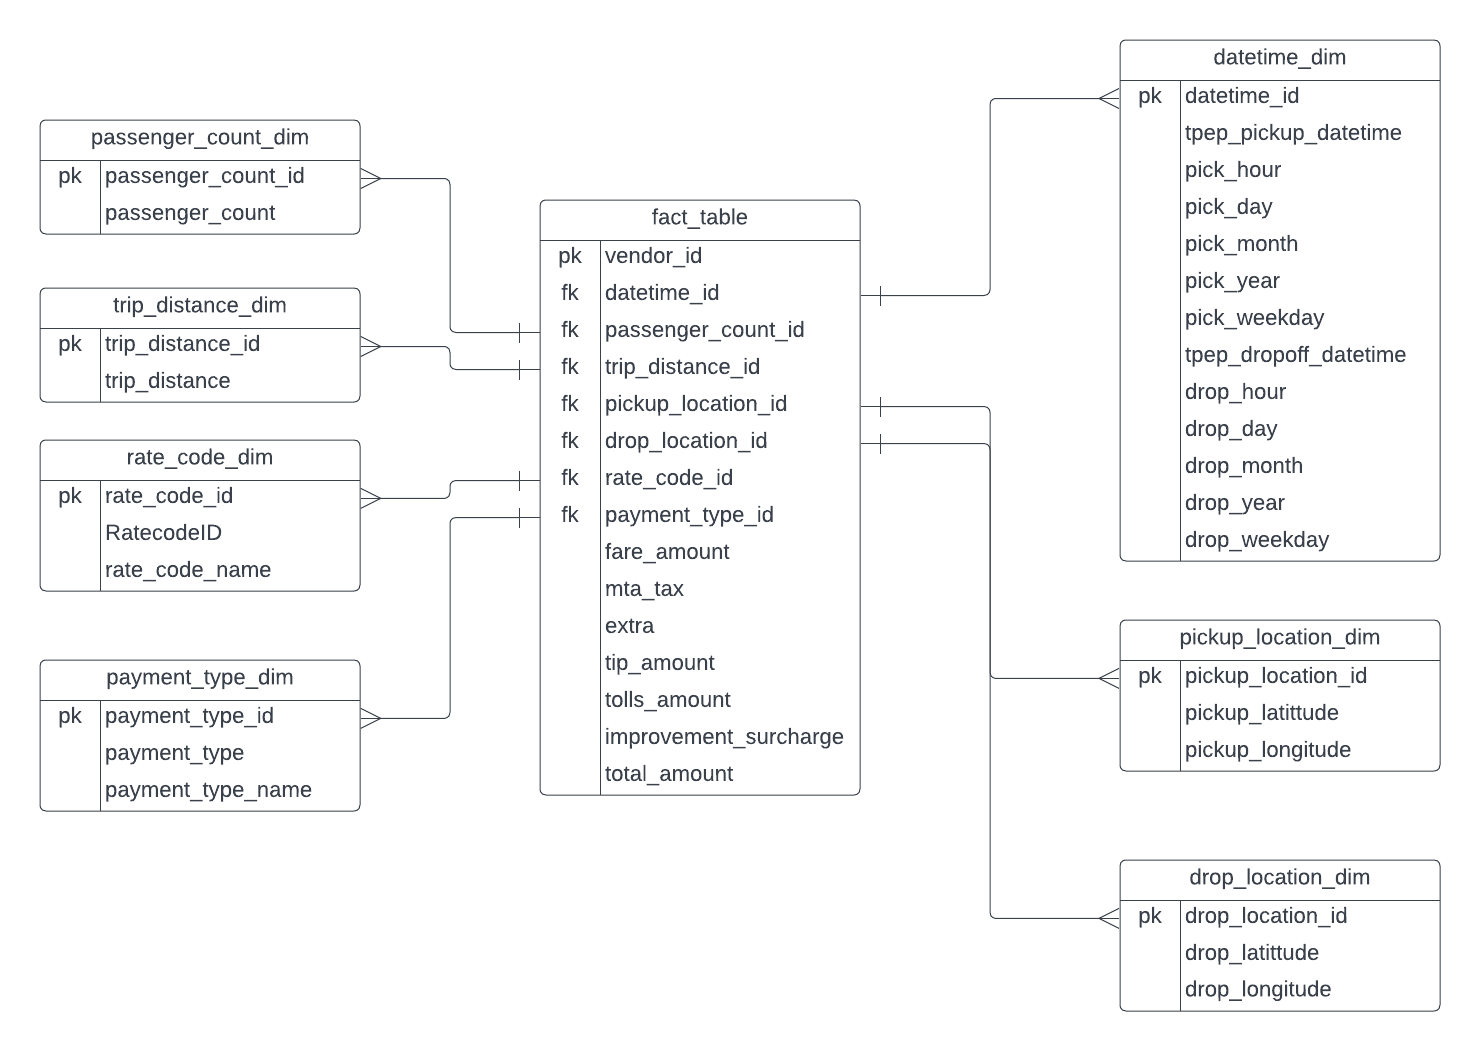 passenger_count_dim
pk passenger_count_id
passenger_count
trip_distance_dim
pk trip_distance_id
trip_distance
rate_code_dim
pk rate_code_id
RatecodeID
rate_code_name
payment_type_dim
pk payment_type_id
payment_type
payment_type_name
fact_table
pk vendor_id
fk datetime_id
fk passenger_count_id
fk trip_distance_id
fk pickup_location_id
fk drop_location_id
fk rate_code_id
fk payment_type_id
fare_amount
mta_tax
extra
tip_amount
tolls_amount
improvement_surcharge
total_amount
datetime_dim
pk datetime_id
tpep_pickup_datetime
pick_hour
pick_day
pick_month
pick_year
pick_weekday
tpep_dropoff_datetime
drop_hour
drop_day
drop_month
drop_year
drop_weekday
pickup_location_dim
pk pickup_location_id
pickup_latittude
pickup_longitude
drop_location_dim
pk drop_location_id
drop_latittude
drop_longitude